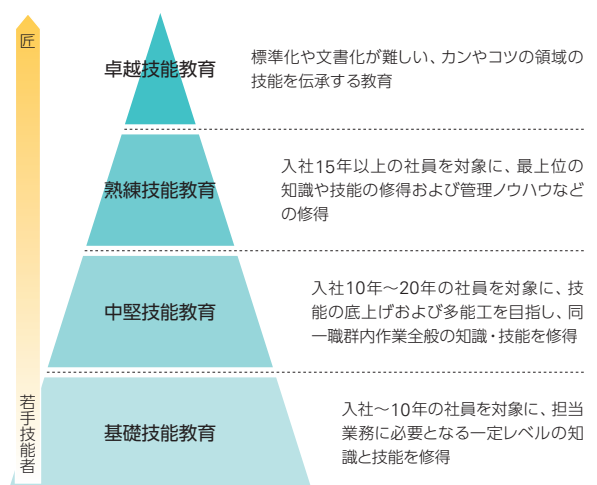 匠
卓越技能教育
標準化や文書化が難しい、カンやコツの領域の
技能を伝承する教育
熟練技能教育
入社15年以上の社員を対象に、最上位の
知識や技能の修得および管理ノウハウなど
の修得
中堅技能教育
入社10年～20年の社員を対象に、技
能の底上げおよび多能工を目指し、同
一職群内作業全般の知識・技能を修得
若手技能者
基礎技能教育
入社～10年の社員を対象に、担当
業務に必要となる一定レベルの知
識と技能を修得